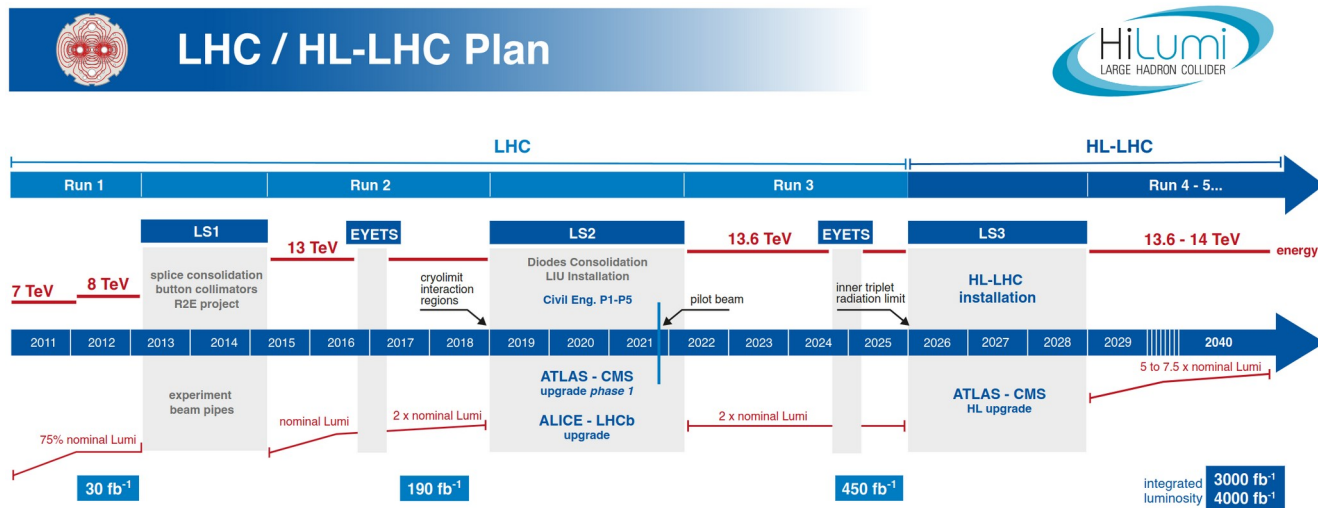 LHC / HL-LHC Plan
HiLumi
LARGE HADRON COLLIDER
LHC
HL-LHC
Run 1
Run 2
Run 3
Run 4 - 5...
LS1
13 TeV
EYETS
LS2
13.6 TeV
EYETS
LS3
13.6 - 14 TeV
energy
7 TeV
8 TeV
splice consolidation
button collimators
R2E project
cryolimit
interaction
regions
Diodes Consolidation
LIU Installation
Civil Eng. P1-P5
pilot beam
inner triplet
radiation limit
HL-LHC
installation
2011
2012
2013
2014
2015
2016
2017
2018
2019
2020
2021
2022
2023
2024
2025
2026
2027
2028
2029
2040
experiment
beam pipes
ATLAS - CMS
upgrade phase 1
ALICE - LHCb
upgrade
ATLAS - CMS
HL upgrade
5 to 7.5 x nominal Lumi
75% nominal Lumi
nominal Lumi
2 x nominal Lumi
2 x nominal Lumi
30 fb⁻¹
190 fb⁻¹
450 fb⁻¹
integrated
luminosity
3000 fb⁻¹
4000 fb⁻¹